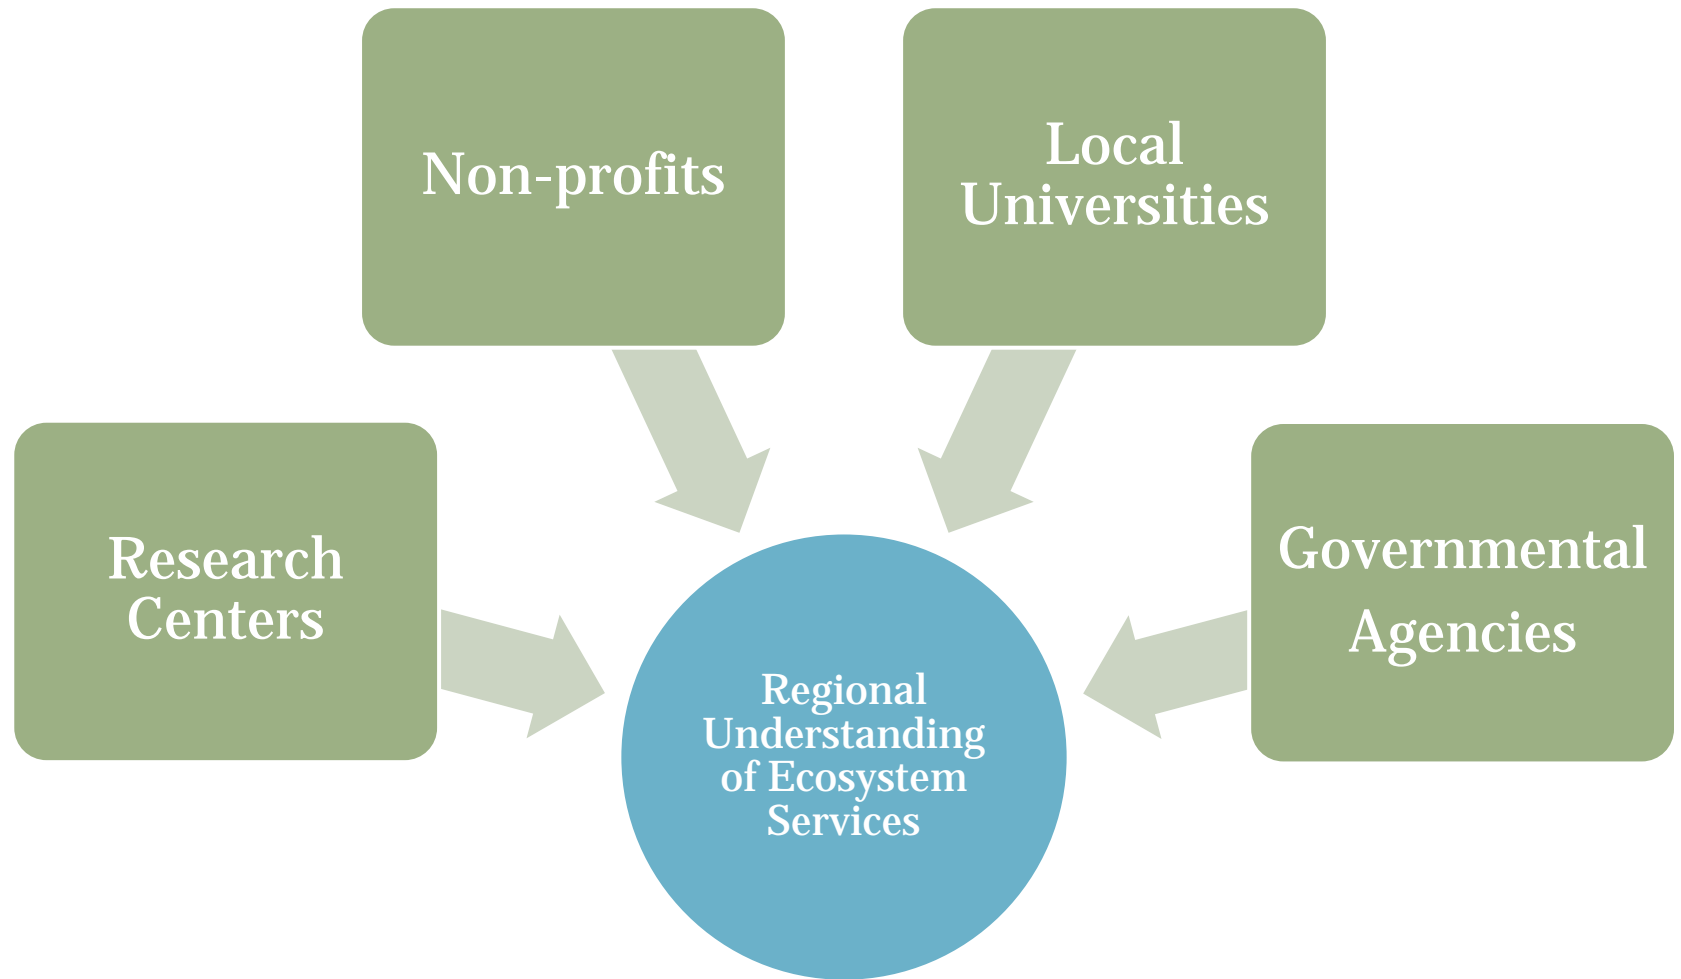 Non-profits
Local
Universities
Research
Centers
Governmental
Agencies
Regional
Understanding
of Ecosystem
Services